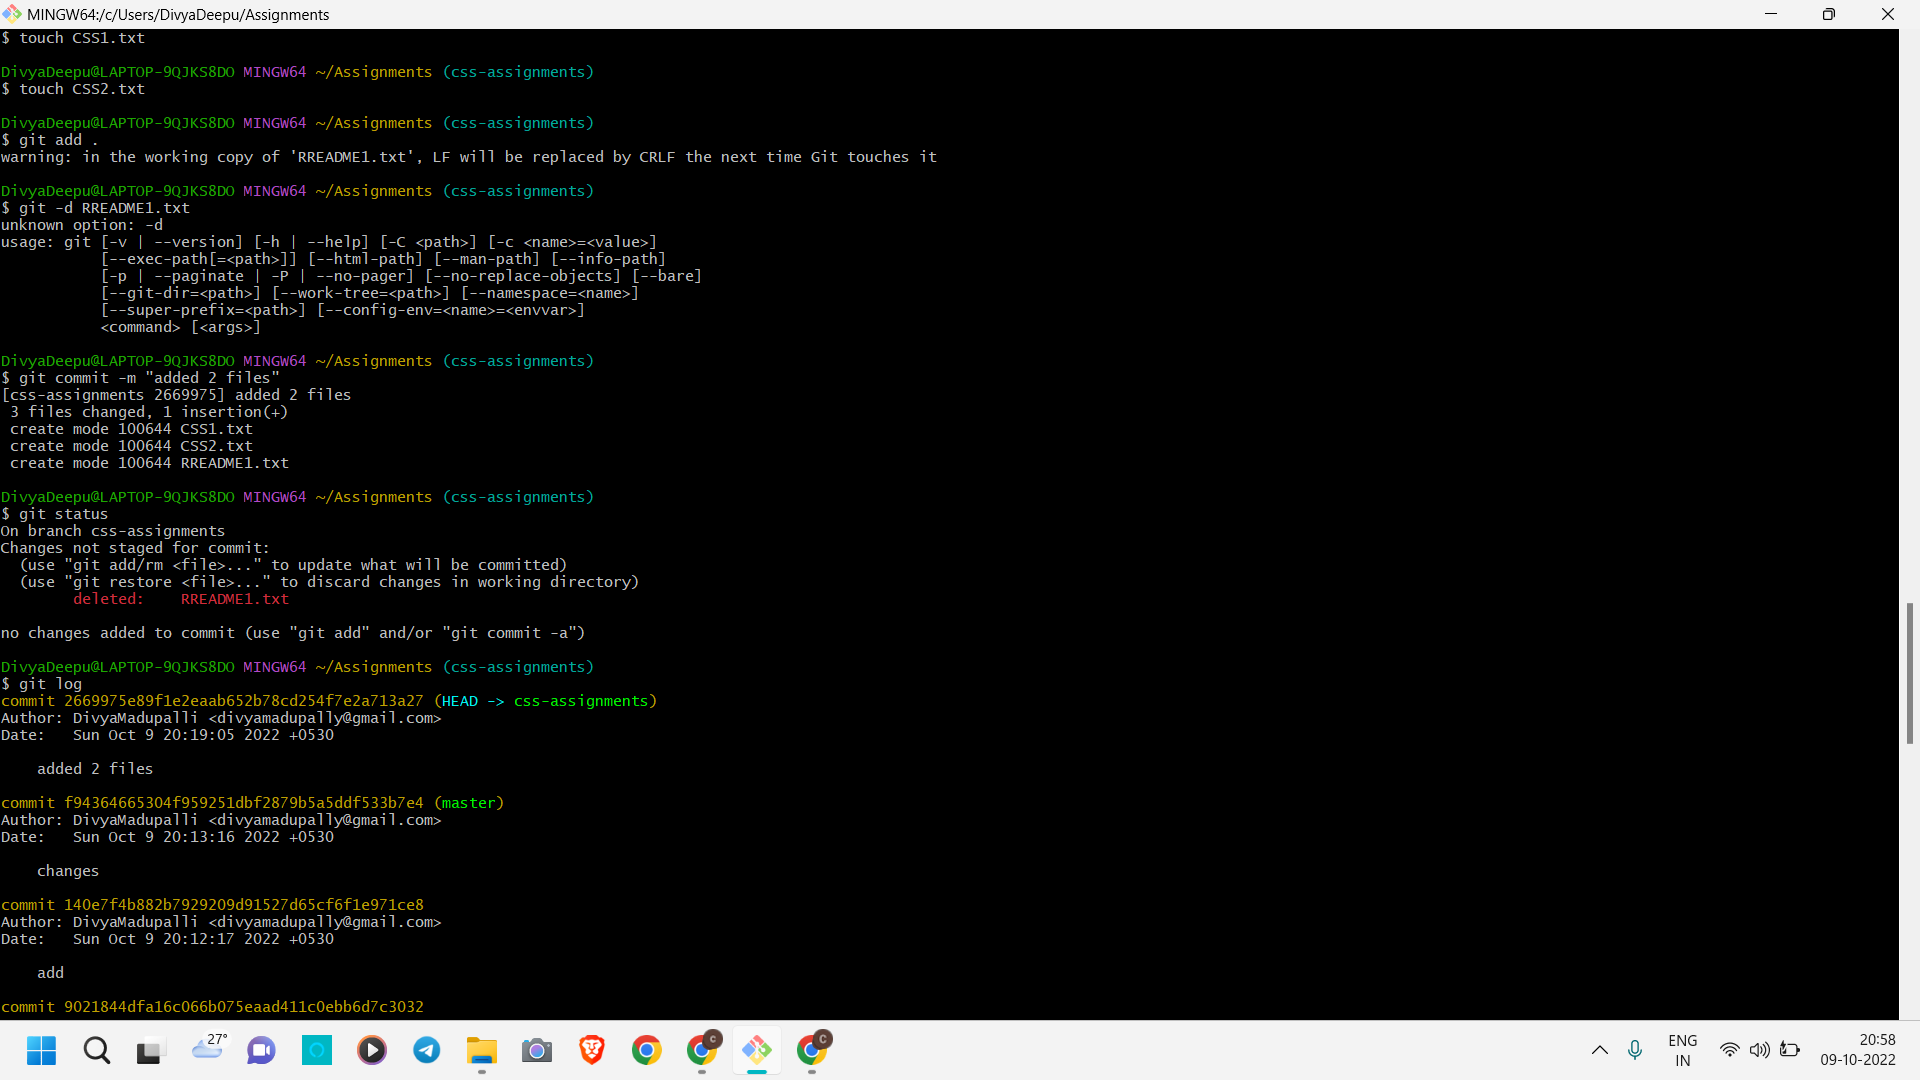 MINGW64:/c/Users/DivyaDeepu/Assignments
$ touch CSS1.txt
DivyaDeepu@LAPTOP-9QJKS8DO MINGW64 ~/Assignments (css-assignments)
$ touch CSS2.txt
DivyaDeepu@LAPTOP-9QJKS8DO MINGW64 ~/Assignments (css-assignments)
$ git add .
warning: in the working copy of 'RREADME1.txt', LF will be replaced by CRLF the next time Git touches it
DivyaDeepu@LAPTOP-9QJKS8DO MINGW64 ~/Assignments (css-assignments)
$ git -d RREADME1.txt
unknown option: -d
usage: git [-v | --version] [-h | --help] [-C <path>] [-c <name>=<value>]
[--exec-path[=<path>]] [--html-path] [--man-path] [--info-path]
[-p | --paginate | -P | --no-pager] [--no-replace-objects] [--bare]
[--git-dir=<path>] [--work-tree=<path>] [--namespace=<name>]
[--super-prefix=<path>] [--config-env=<name>=<envvar>]
<command> [<args>]
DivyaDeepu@LAPTOP-9QJKS8DO MINGW64 ~/Assignments (css-assignments)
$ git commit -m "added 2 files"
[css-assignments 2669975] added 2 files
3 files changed, 1 insertion(+)
create mode 100644 CSS1.txt
create mode 100644 CSS2.txt
create mode 100644 RREADME1.txt
DivyaDeepu@LAPTOP-9QJKS8DO MINGW64 ~/Assignments (css-assignments)
$ git status
On branch css-assignments
Changes not staged for commit:
(use "git add/rm <file>..." to update what will be committed)
(use "git restore <file>..." to discard changes in working directory)
deleted: RREADME1.txt
no changes added to commit (use "git add" and/or "git commit -a")
DivyaDeepu@LAPTOP-9QJKS8DO MINGW64 ~/Assignments (css-assignments)
$ git log
commit 2669975e89f1e2eaab652b78cd254f7e2a713a27 (HEAD -> css-assignments)
Author: DivyaMadupalli <divyamadupally@gmail.com>
Date: Sun Oct 9 20:19:05 2022 +0530
added 2 files
commit f94364665304f959251dbf2879b5a5ddf533b7e4 (master)
Author: DivyaMadupalli <divyamadupally@gmail.com>
Date: Sun Oct 9 20:13:16 2022 +0530
changes
commit 140e7f4b882b7929209d91527d65cf6f1e971ce8
Author: DivyaMadupalli <divyamadupally@gmail.com>
Date: Sun Oct 9 20:12:17 2022 +0530
add
commit 9021844dfa16c066b075eaad411c0ebb6d7c3032
27°
C
C
ENG
IN
20:58
09-10-2022